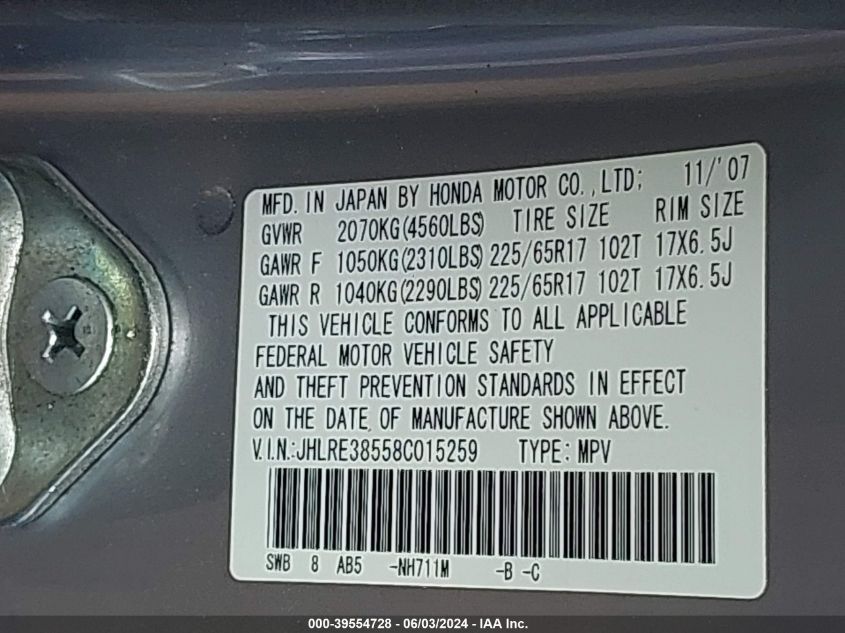 MFD. IN JAPAN BY HONDA MOTOR CO.,LTD; 11/'07
GVWR 2070KG(4560LBS) TIRE SIZE RIM SIZE
GAWR F 1050KG(2310LBS) 225/65R17 102T 17X6.5J
GAWR R 1040KG(2290LBS) 225/65R17 102T 17X6.5J
THIS VEHICLE CONFORMS TO ALL APPLICABLE
FEDERAL MOTOR VEHICLE SAFETY
AND THEFT PREVENTION STANDARDS IN EFFECT
ON THE DATE OF MANUFACTURE SHOWN ABOVE.
V.I.N.:JHLRE38558C015259 TYPE: MPV
SWB 8 AB5 -NH711M -B -C
000-39554728 - 06/03/2024 - IAA Inc.